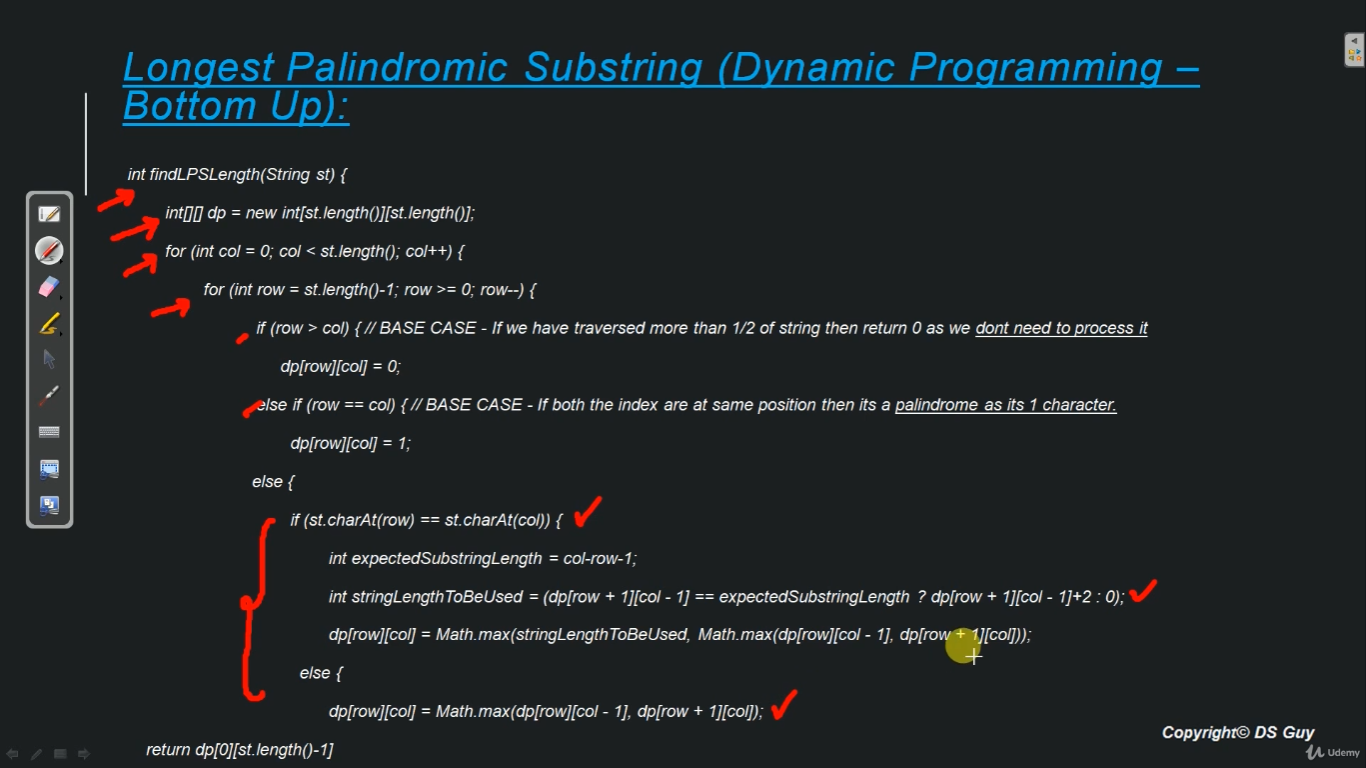 Longest Palindromic Substring (Dynamic Programming –
Bottom Up):
int findLPSLength(String st) {
int[][] dp = new int[st.length()][st.length()];
for (int col = 0; col < st.length(); col++) {
for (int row = st.length()-1; row >= 0; row--) {
if (row > col) { // BASE CASE - If we have traversed more than 1/2 of string then return 0 as we dont need to process it
dp[row][col] = 0;
else if (row == col) { // BASE CASE - If both the index are at same position then its a palindrome as its 1 character.
dp[row][col] = 1;
else {
if (st.charAt(row) == st.charAt(col)) {
int expectedSubstringLength = col-row-1;
int stringLengthToBeUsed = (dp[row + 1][col - 1] == expectedSubstringLength ? dp[row + 1][col - 1]+2 : 0);
dp[row][col] = Math.max(stringLengthToBeUsed, Math.max(dp[row][col - 1], dp[row + 1][col]));
else {
dp[row][col] = Math.max(dp[row][col - 1], dp[row + 1][col]);
return dp[0][st.length()-1]
Copyright© DS Guy
Udemy